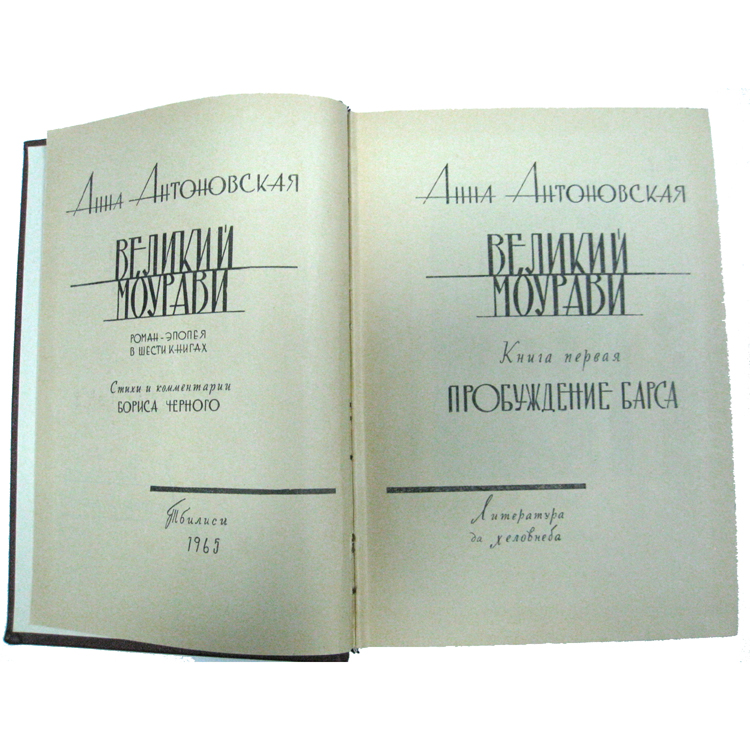 Анна Антоновская
ВЕЛИКИЙ
МОУРАВИ
РОМАН-ЭПОПЕЯ
В ШЕСТИ КНИГАХ
Стихи и комментарии
БОРИСА ЧЕРНОГО
Тбилиси
1965
Анна Антоновская
ВЕЛИКИЙ
МОУРАВИ
Книга первая
ПРОБУЖДЕНИЕ БАРСА
Литература
да хеловнеба